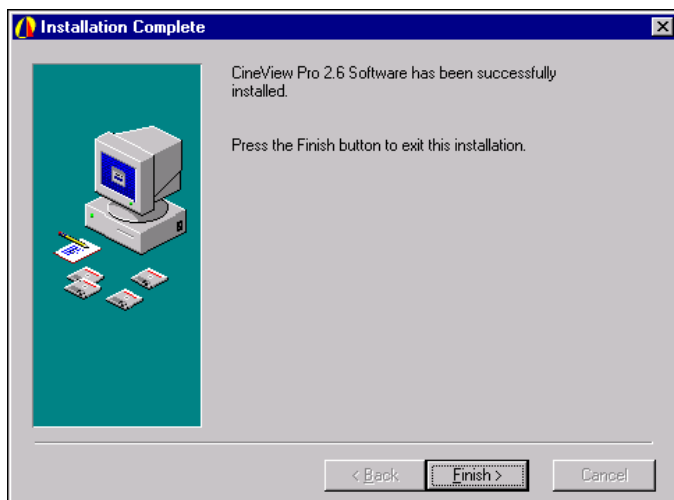 Installation Complete
CineView Pro 2.6 Software has been successfully
installed.
Press the Finish button to exit this installation.
< Back
Finish >
Cancel